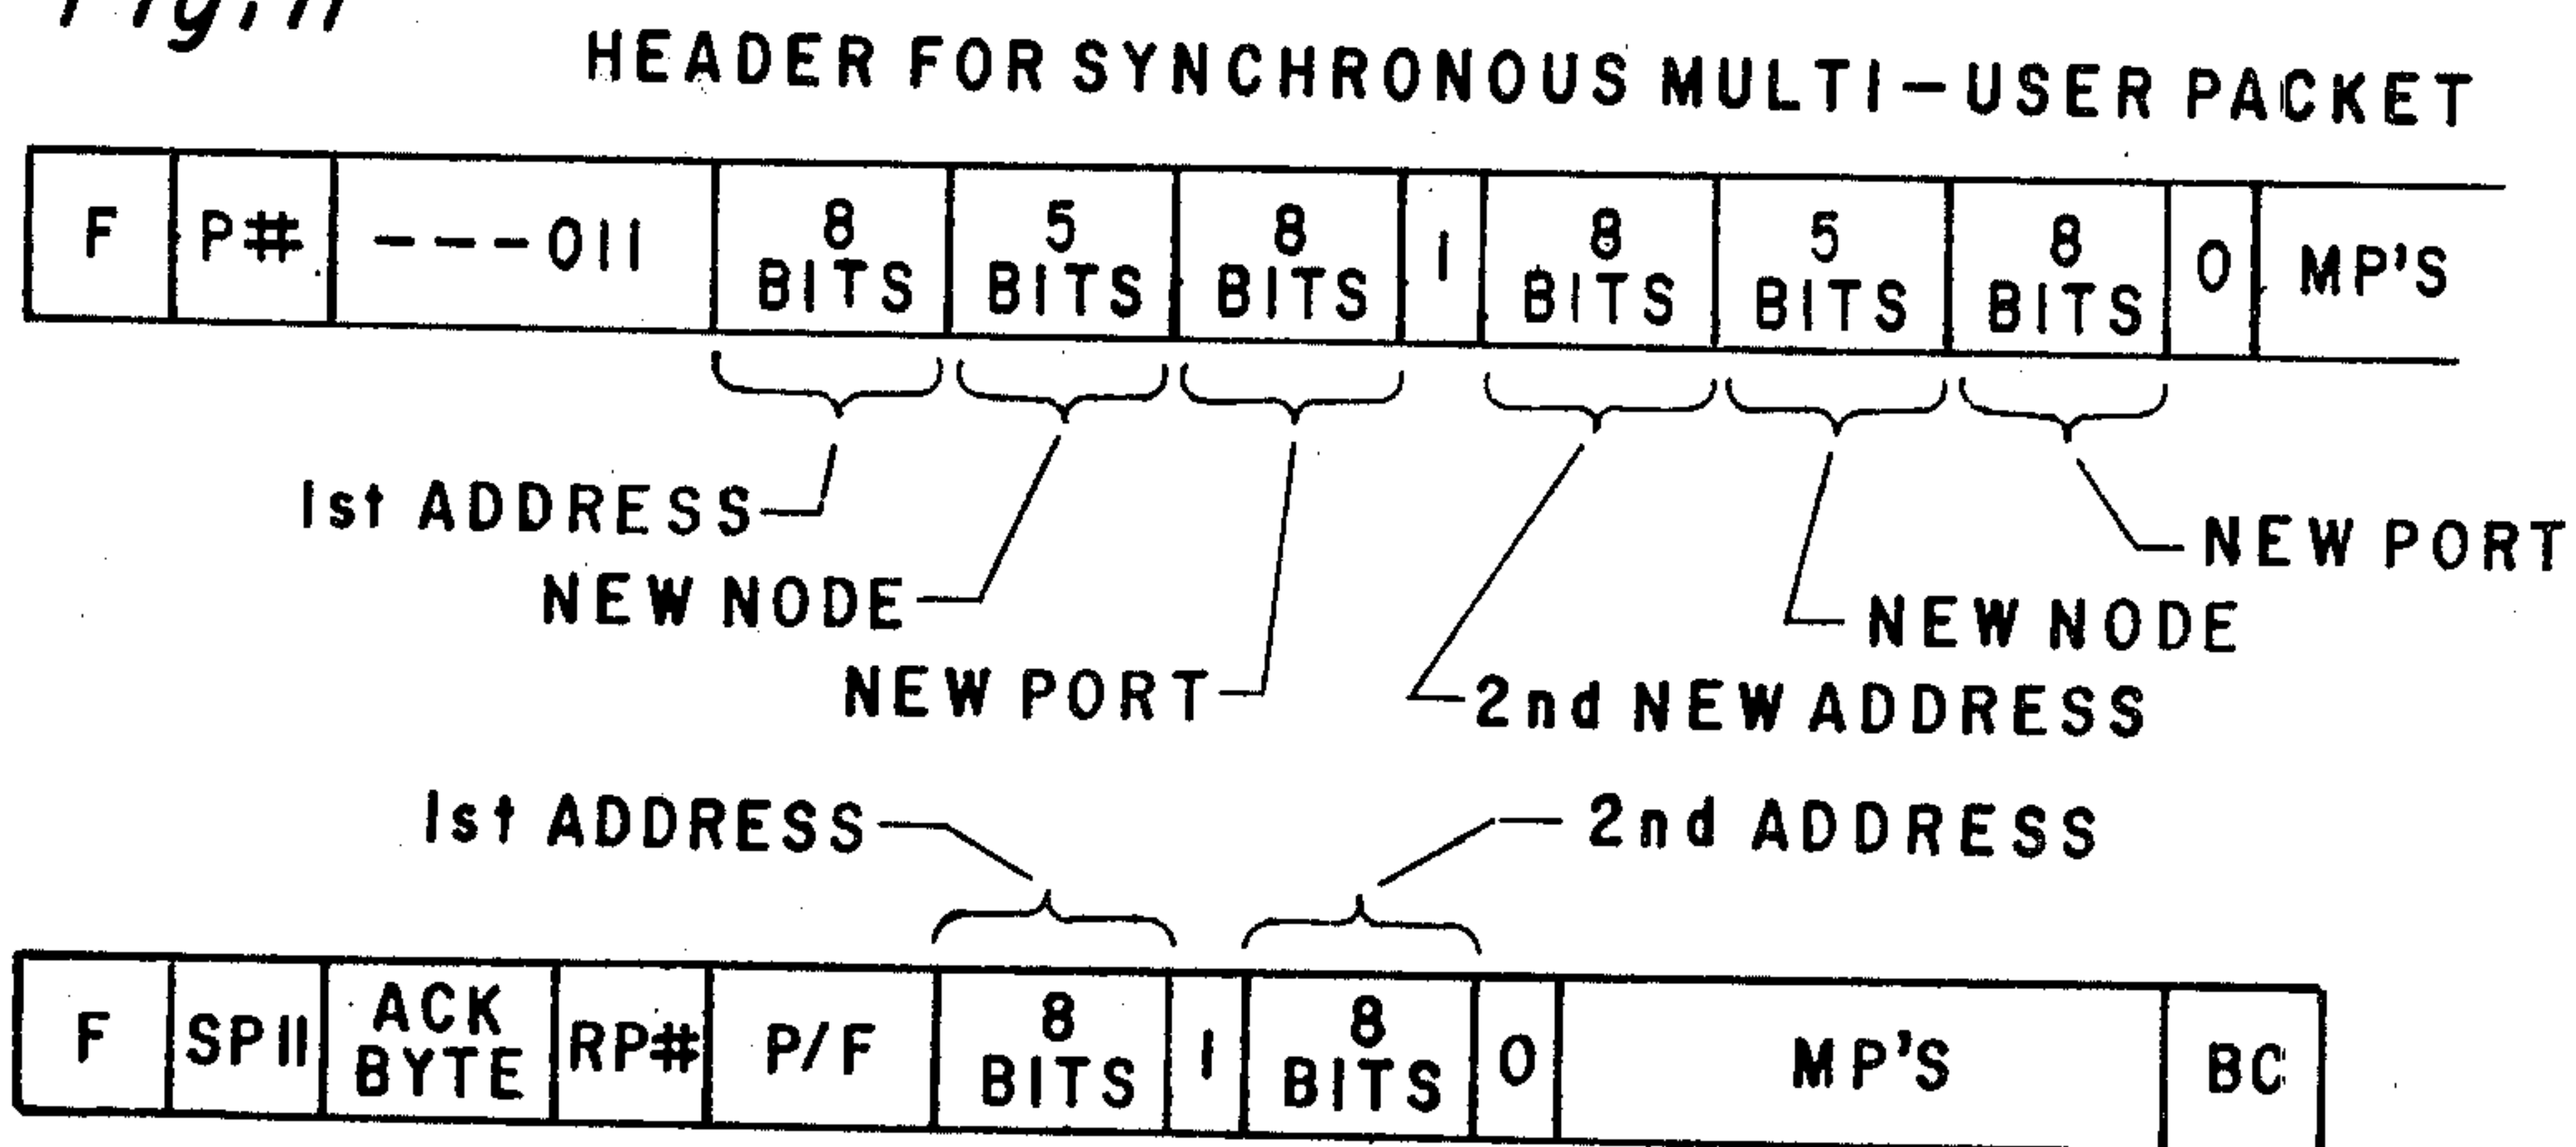 Fig. 11
HEADER FOR SYNCHRONOUS MULTI-USER PACKET
F P# ---011 8 BITS 5 BITS 8 BITS 1 8 BITS 5 BITS 8 BITS 0 MP'S
1st ADDRESS
NEW NODE
NEW PORT
2nd NEW ADDRESS
NEW NODE
NEW PORT
1st ADDRESS
2nd ADDRESS
F SP11 ACK BYTE RP# P/F 8 BITS 1 8 BITS 0 MP'S BC